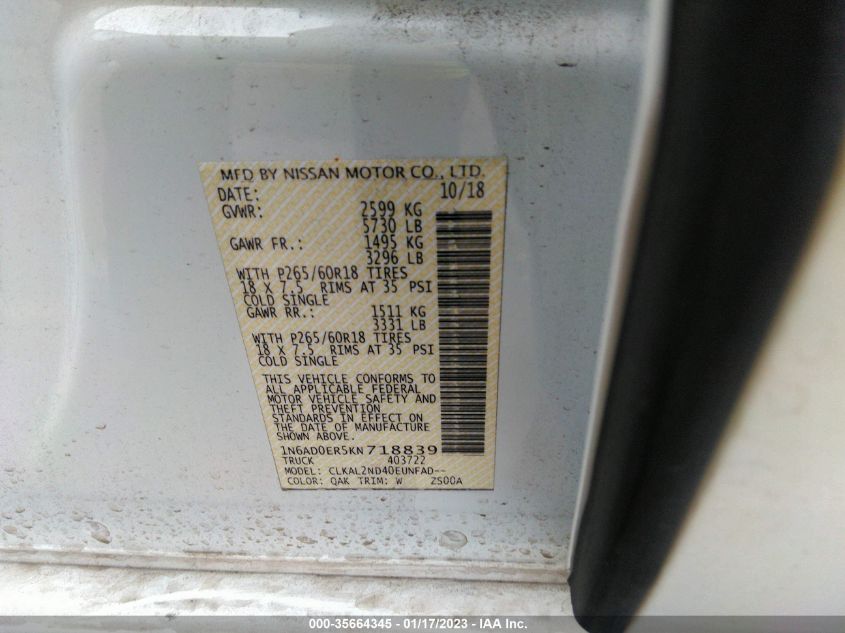 MFD BY NISSAN MOTOR CO., LTD.
DATE: 10/18
GVWR: 2599 KG
5730 LB
GAWR FR.: 1495 KG
3296 LB
WITH P265/60R18 TIRES
18 X 7.5 RIMS AT 35 PSI
COLD SINGLE
GAWR RR.: 1511 KG
3331 LB
WITH P265/60R18 TIRES
18 X 7.5 RIMS AT 35 PSI
COLD SINGLE
THIS VEHICLE CONFORMS TO
ALL APPLICABLE FEDERAL
MOTOR VEHICLE SAFETY AND
THEFT PREVENTION
STANDARDS IN EFFECT ON
THE DATE OF MANUFACTURE
SHOWN ABOVE.
1N6AD0ER5KN718839
TRUCK 403722
MODEL: CLKAL2ND40EUNFAD--
COLOR: QAK TRIM: W ZS00A
000-35664345 - 01/17/2023 - IAA Inc.